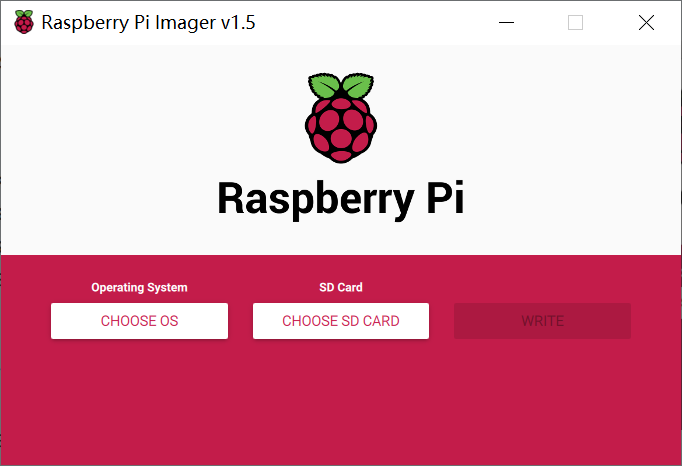 Raspberry Pi Imager v1.5
Raspberry Pi
Operating System
SD Card
CHOOSE OS
CHOOSE SD CARD
WRITE